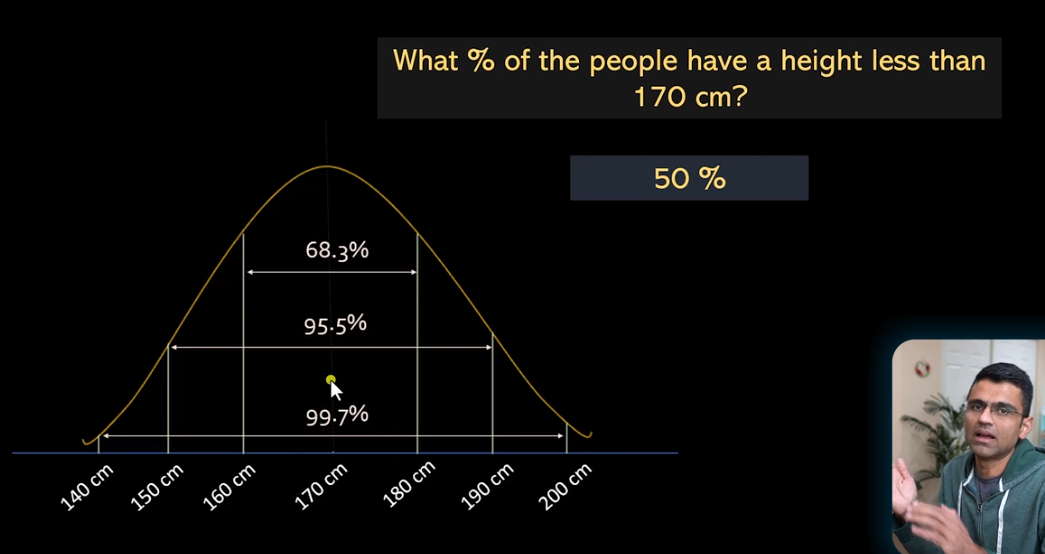 What % of the people have a height less than
170 cm?
50 %
68.3%
95.5%
99.7%
140 cm
150 cm
160 cm
170 cm
180 cm
190 cm
200 cm